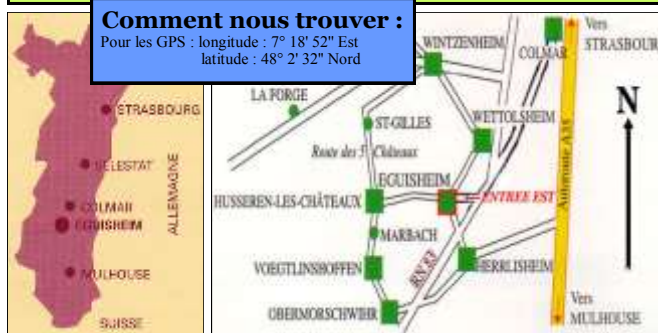 Comment nous trouver :
Pour les GPS : longitude : 7° 18' 52" Est
latitude : 48° 2' 32" Nord
STRASBOURG
SELESTAT
ALLEMAGNE
COLMAR
EGUISHEIM
MULHOUSE
SUISSE
Vers
STRASBOUR
WINTZENHEIM
COLMAR
LA FORGE
ST-GILLES
WETTOLSHEIM
N
Route des 5 Châteaux
EGUISHEIM
HUSSEREN-LES-CHÂTEAUX
ENTREE EST
Autoroute A35
MARBACH
RN 83
VOEGTLINSHOFFEN
HERRLISHEIM
OBERMORSCHWIHR
Vers
MULHOUSE